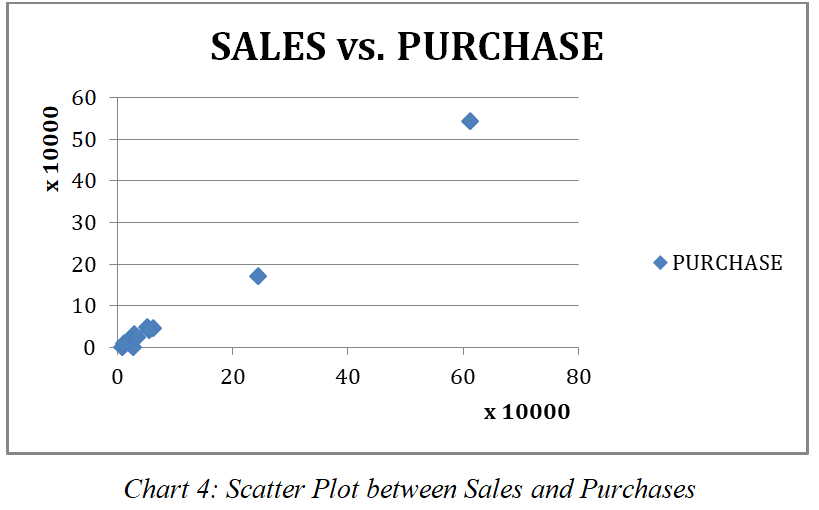 SALES vs. PURCHASE
x 10000
60
50
40
30
20
10
0
0 20 40 60 80
x 10000
PURCHASE
Chart 4: Scatter Plot between Sales and Purchases